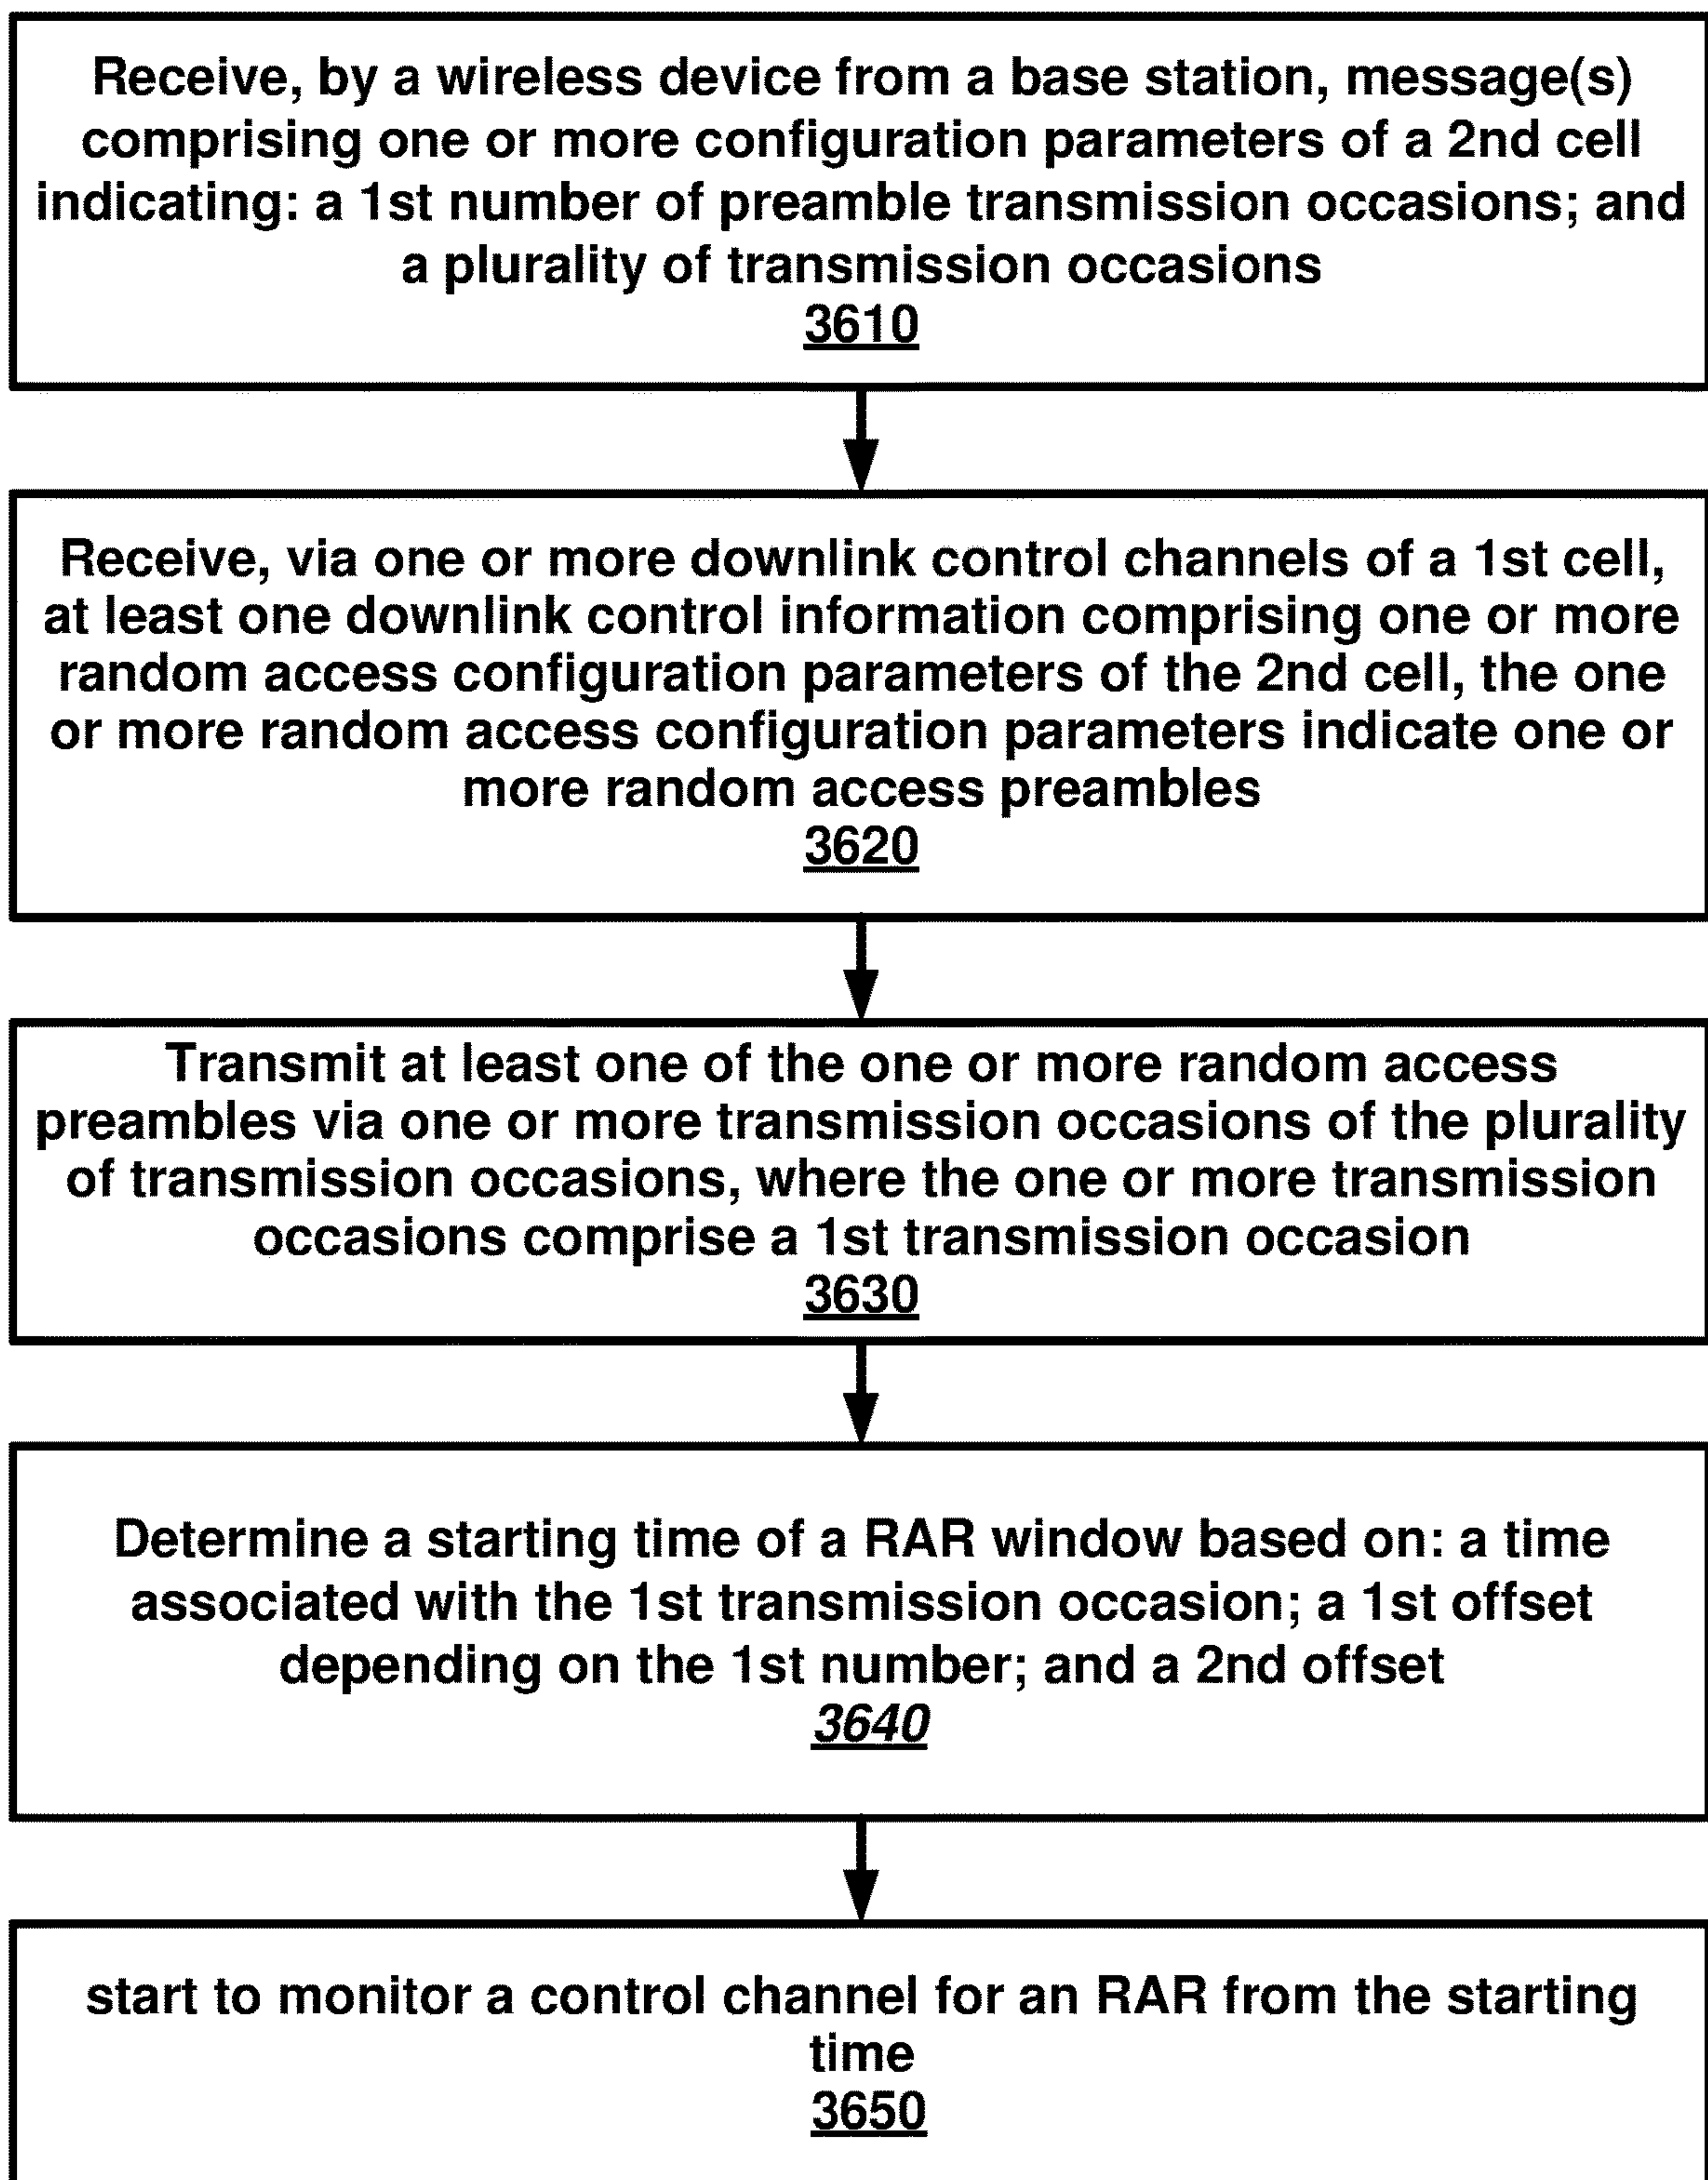 Receive, by a wireless device from a base station, message(s)
comprising one or more configuration parameters of a 2nd cell
indicating: a 1st number of preamble transmission occasions; and
a plurality of transmission occasions
3610
Receive, via one or more downlink control channels of a 1st cell,
at least one downlink control information comprising one or more
random access configuration parameters of the 2nd cell, the one
or more random access configuration parameters indicate one or
more random access preambles
3620
Transmit at least one of the one or more random access
preambles via one or more transmission occasions of the plurality
of transmission occasions, where the one or more transmission
occasions comprise a 1st transmission occasion
3630
Determine a starting time of a RAR window based on: a time
associated with the 1st transmission occasion; a 1st offset
depending on the 1st number; and a 2nd offset
3640
start to monitor a control channel for an RAR from the starting
time
3650